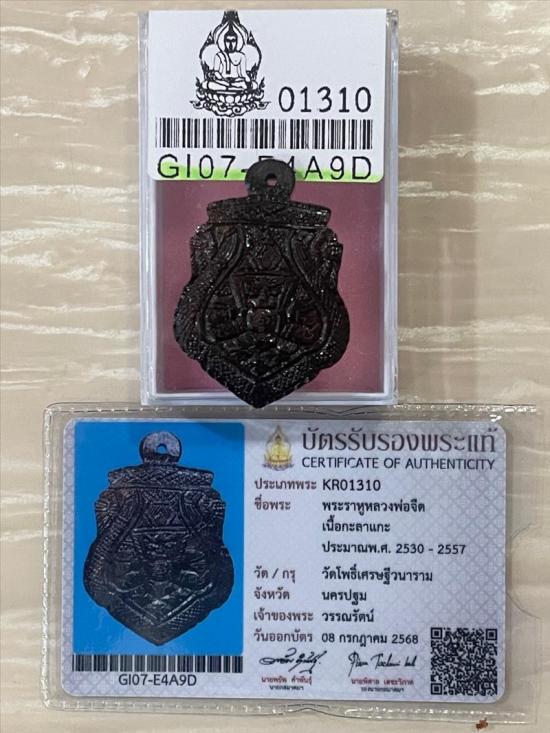 01310
GI07-E4A9D
บัตรรับรองพระแท้
CERTIFICATE OF AUTHENTICITY
ประเภทพระ KR01310
ชื่อพระ พระราหูหลวงพ่อจืด
เนื้อกะลาแกะ
ประมาณพ.ศ. 2530 - 2557
วัด / กรุ วัดโพธิ์เศรษฐีวนาราม
จังหวัด นครปฐม
เจ้าของพระ วรรณรัตน์
วันออกบัตร 08 กรกฎาคม 2568
GI07-E4A9D